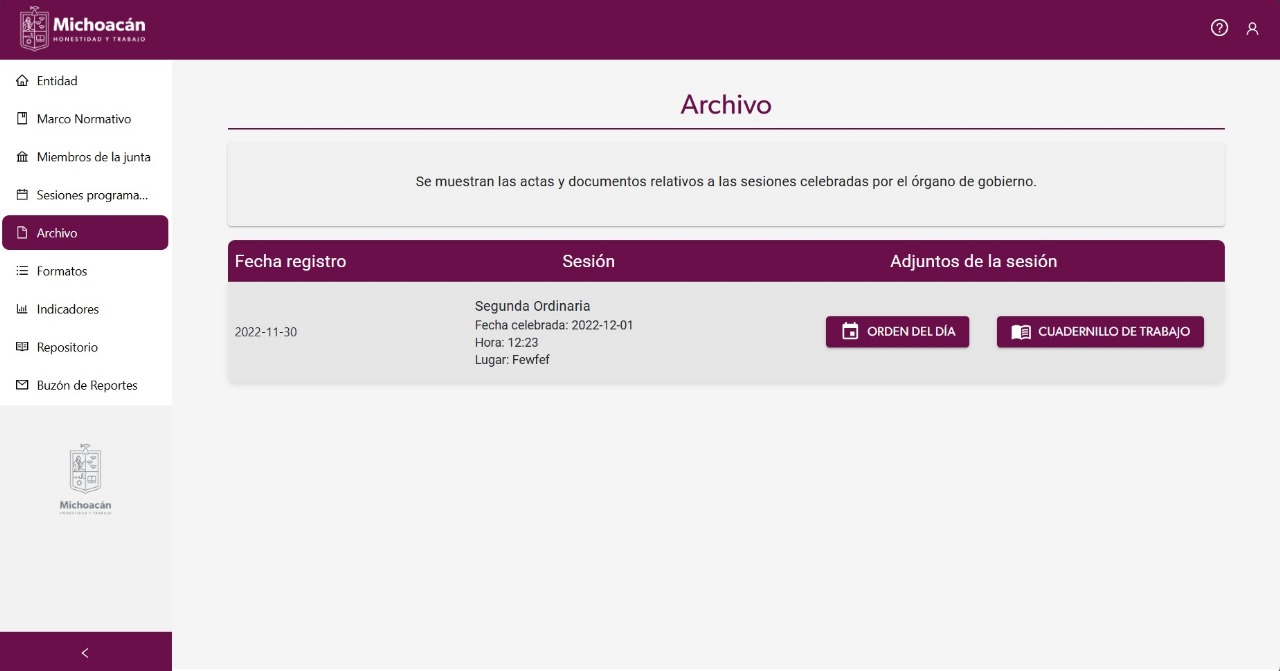 Michoacán
HONESTIDAD Y TRABAJO
Entidad
Marco Normativo
Miembros de la junta
Sesiones programa...
Archivo
Formatos
Indicadores
Repositorio
Buzón de Reportes
Michoacán
HONESTIDAD Y TRABAJO
Archivo
Se muestran las actas y documentos relativos a las sesiones celebradas por el órgano de gobierno.
Fecha registro Sesión Adjuntos de la sesión
2022-11-30
Segunda Ordinaria
Fecha celebrada: 2022-12-01
Hora: 12:23
Lugar: Fewfef
ORDEN DEL DÍA
CUADERNILLO DE TRABAJO